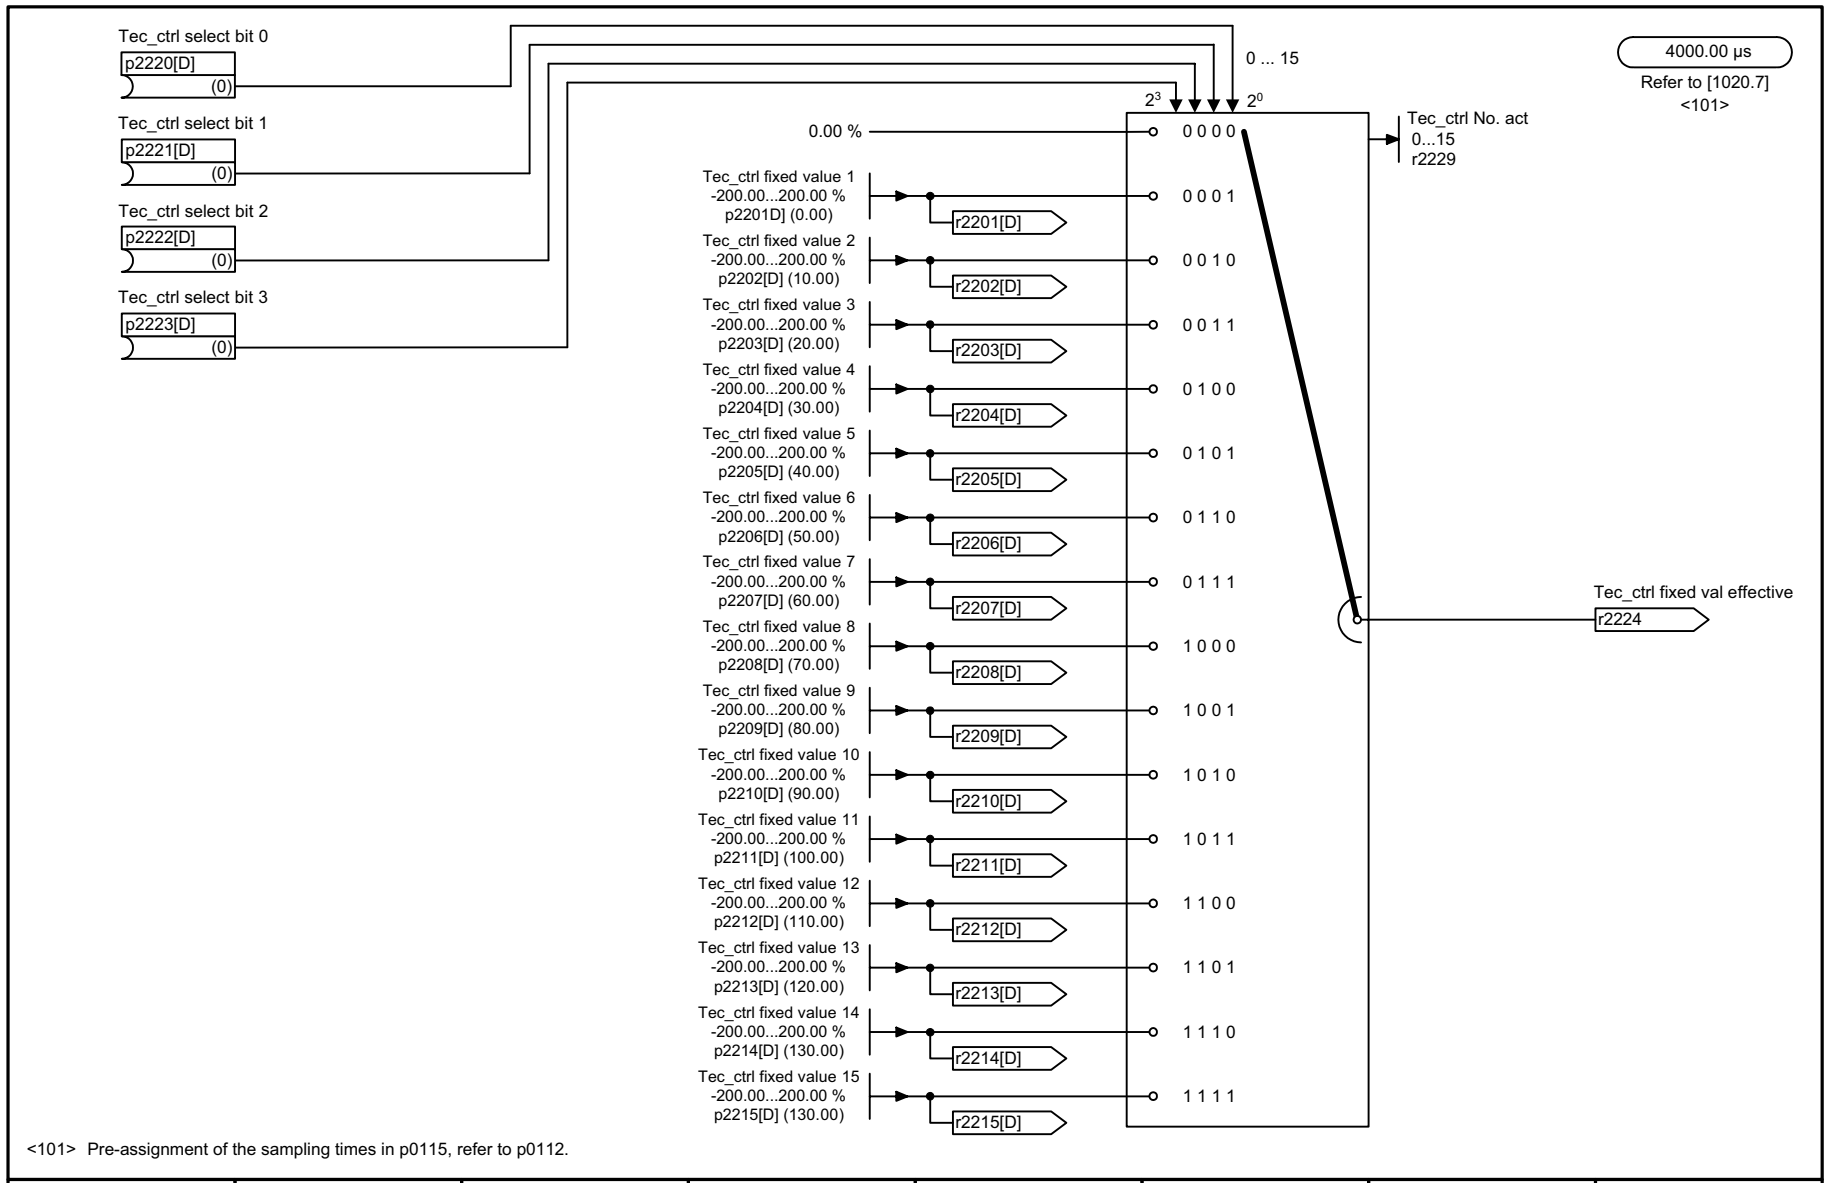 Tec_ctrl select bit 0
p2220[D]
(0)
Tec_ctrl select bit 1
p2221[D]
(0)
Tec_ctrl select bit 2
p2222[D]
(0)
Tec_ctrl select bit 3
p2223[D]
(0)
0 ... 15
2³
2⁰
4000.00 µs
Refer to [1020.7]
<101>
Tec_ctrl No. act
0...15
r2229
0.00 %
0 0 0 0
Tec_ctrl fixed value 1
-200.00...200.00 %
p2201D] (0.00)
r2201[D]
0 0 0 1
Tec_ctrl fixed value 2
-200.00...200.00 %
p2202[D] (10.00)
r2202[D]
0 0 1 0
Tec_ctrl fixed value 3
-200.00...200.00 %
p2203[D] (20.00)
r2203[D]
0 0 1 1
Tec_ctrl fixed value 4
-200.00...200.00 %
p2204[D] (30.00)
r2204[D]
0 1 0 0
Tec_ctrl fixed value 5
-200.00...200.00 %
p2205[D] (40.00)
r2205[D]
0 1 0 1
Tec_ctrl fixed value 6
-200.00...200.00 %
p2206[D] (50.00)
r2206[D]
0 1 1 0
Tec_ctrl fixed value 7
-200.00...200.00 %
p2207[D] (60.00)
r2207[D]
0 1 1 1
Tec_ctrl fixed value 8
-200.00...200.00 %
p2208[D] (70.00)
r2208[D]
1 0 0 0
Tec_ctrl fixed value 9
-200.00...200.00 %
p2209[D] (80.00)
r2209[D]
1 0 0 1
Tec_ctrl fixed value 10
-200.00...200.00 %
p2210[D] (90.00)
r2210[D]
1 0 1 0
Tec_ctrl fixed value 11
-200.00...200.00 %
p2211[D] (100.00)
r2211[D]
1 0 1 1
Tec_ctrl fixed value 12
-200.00...200.00 %
p2212[D] (110.00)
r2212[D]
1 1 0 0
Tec_ctrl fixed value 13
-200.00...200.00 %
p2213[D] (120.00)
r2213[D]
1 1 0 1
Tec_ctrl fixed value 14
-200.00...200.00 %
p2214[D] (130.00)
r2214[D]
1 1 1 0
Tec_ctrl fixed value 15
-200.00...200.00 %
p2215[D] (130.00)
r2215[D]
1 1 1 1
Tec_ctrl fixed val effective
r2224
<101> Pre-assignment of the sampling times in p0115, refer to p0112.